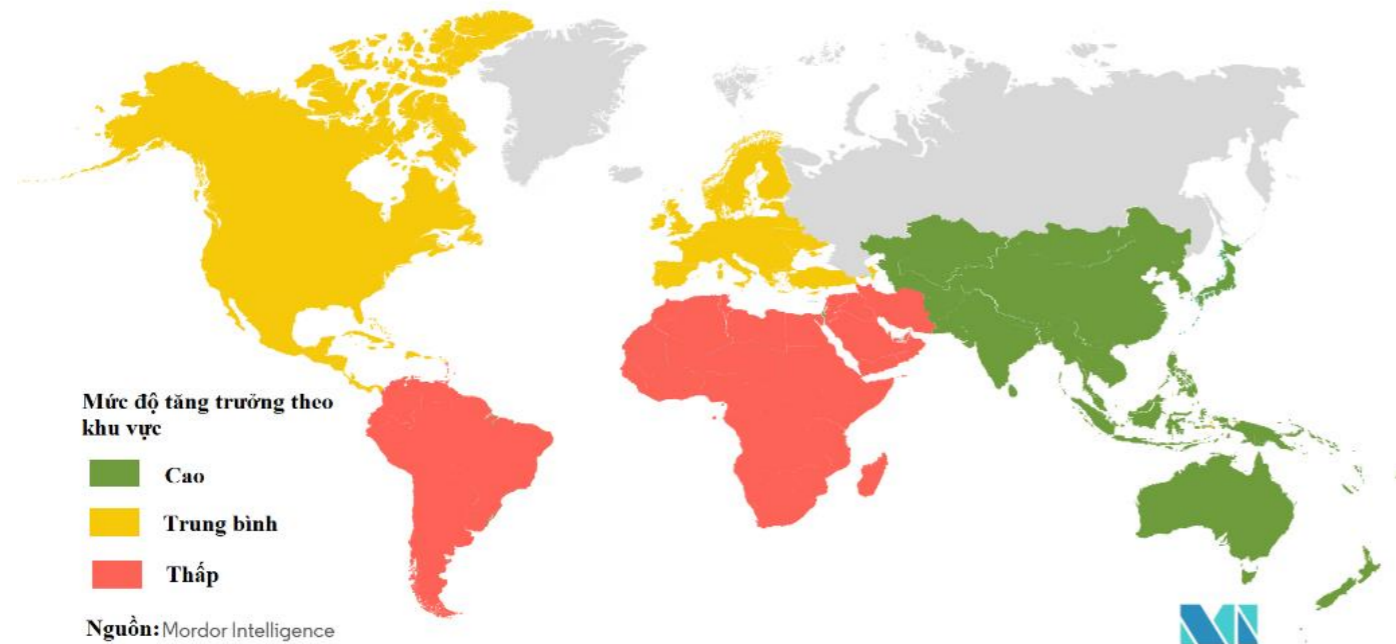 Mức độ tăng trưởng theo
khu vực
Cao
Trung bình
Thấp
Nguồn: Mordor Intelligence